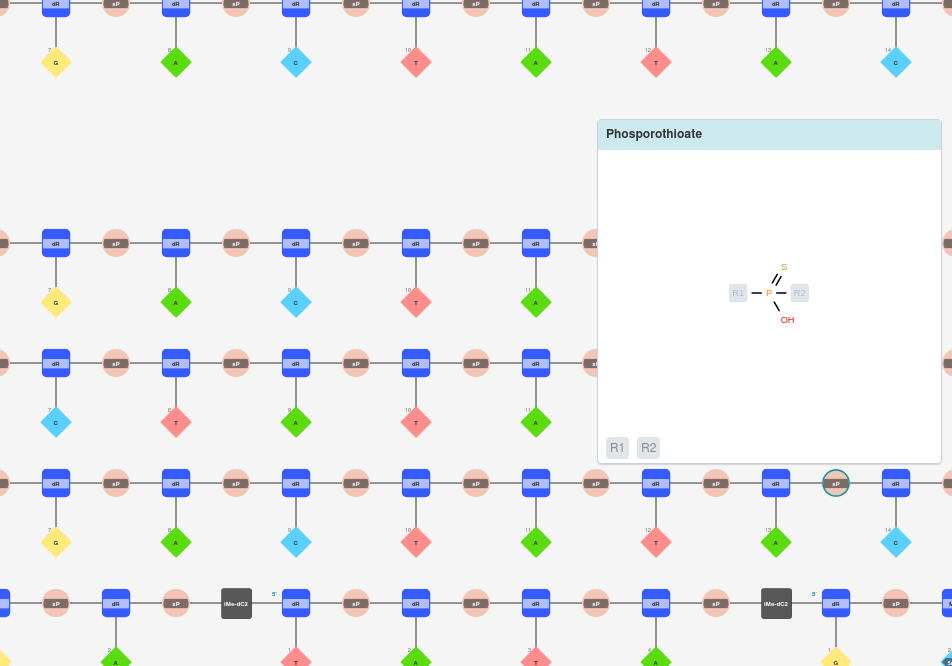 dR sP dR sP dR sP dR sP dR sP dR sP dR sP dR
7 8 9 10 11 12 13 14
G A C T A T A C
Phosporothioate
S
R1 P R2
OH
R1 R2
dR sP dR sP dR sP dR sP dR
7 8 9 10 11
G A C T A
dR sP dR sP dR sP dR sP dR
7 8 9 10 11
C T A T A
dR sP dR sP dR sP dR sP dR sP dR sP dR sP dR
7 8 9 10 11 12 13 14
G A C T A T A C
sP dR sP iMe-dC2 5' dR sP dR sP dR sP dR sP iMe-dC2 5' dR sP
2 1 2 3 4 1
A T A T A G